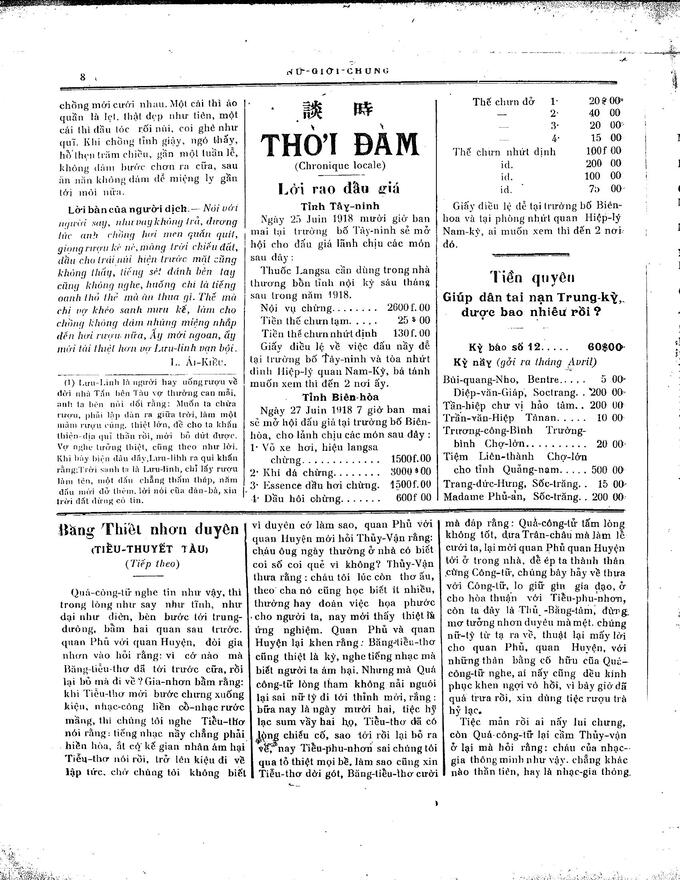 8
NỮ-GIỚI-CHUNG
chồng mới cưới nhau. Một cái thì áo
quần là lẹt, thật đẹp như tiên, một
cái thì đầu tóc rối nùi, coi ghê như
quĩ. Khi chồng tỉnh giậy, ngó thấy,
hổ thẹn trăm chiều, gần một tuần lễ,
không dám bước chơn ra cửa, sau
ăn năn không dám để miệng ly gần
tới môi nữa.
Lời bàn của người dịch. — Nói với
người say, như vạy không trả, đương
lúc anh chồng hơi men quần quít,
giọng rượu kè nè, màng trời chiếu đất,
dầu cho trái núi hiện trước mặt cũng
không thấy, tiếng sét đánh bên tay
cũng không nghe, huống chi là tiếng
oanh thỏ thẻ mà ăn thua gì. Thế mà
chị vợ khéo sanh mưu kế, làm cho
chồng không dám nhúng miệng nhấp
đến hơi rượu nữa, Ấy mới ngoan, ấy
mới tài thiệt hơn vợ Lưu-linh vạn bội.
L. ÁI-KIỀU.
(1) Lưu-Linh là người hay uống rượu về
đời nhà Tấn bên Tàu vợ thường can mãi,
anh ta bèn nói dối rằng: Muốn ta chừa
rượu, phải lập đàn ra giữa trời, làm một
mâm rượu cúng, thiệt lớn, để cho ta khấn
thiên-địa quỉ thần rồi, mới bỏ dứt được.
Vợ nghe tưởng thiệt, cũng theo như lời.
Khi bày biện đâu đấy, Lưu-linh ra quì khấn
rằng: Trời sanh ta là Lưu-linh, chỉ lấy rượu
làm tên, một đấu chẳng thấm tháp, năm
đấu mới đỡ thèm, lời nói của đàn-bà, xin
trời đất đừng có tin.
談 時
THỜI ĐÀM
(Chronique locale)
Lời rao đấu giá
Tỉnh Tây-ninh
Ngày 25 Juin 1918 mười giờ ban
mai tại trường bố Tây-ninh sẻ mở
hội cho đấu giá lãnh chịu các món
sau đây :
Thuốc Langsa cần dùng trong nhà
thương bổn tỉnh nội kỳ sáu tháng
sau trong năm 1918.
Nội vụ chừng........ 2600f.00
Tiền thế chưn tạm..... 25 $ 00
Tiền thế chưn nhứt định 130f.00
Giấy điều lệ về việc đấu nầy để
tại trường bố Tây-ninh và tòa nhứt
đình Hiệp-lý quan Nam-Kỳ, bá tánh
muốn xem thì đến 2 nơi ấy.
Tỉnh Biên-hòa
Ngày 27 Juin 1918 7 giờ ban mai
sẻ mở hội đấu giá tại trường bố Biên-
hòa, cho lảnh chịu các món sau đây :
1· Vỏ xe hơi, hiệu langsa
chừng............. 1500f.00
2· Khí đá chừng....... 3000$00
3· Essence dầu hơi chừng. 1500f.00
4· Dầu hôi chừng...... 600f 00
Thế chưn đỡ 1· 20$ 00·
— 2· 40 00
— 3· 20 00·
— 4· 15 00
Thế chưn nhứt định 100f 00
id. 200 00
id. 100 00
id. 75 00·
Giấy điều lệ để tại trường bố Biên-
hoa và tại phòng nhứt quan Hiệp-lý
Nam-kỳ, ai muốn xem thì đến 2 nơi
đó.
Tiền quyên
Giúp dân tai nạn Trung-kỳ,
được bao nhiêu rồi ?
Kỳ báo số 12..... 60$00·
Kỳ nầy (gởi ra tháng Avril)
Bùi-quang-Nho, Bentre.... 5 00·
Diệp-văn-Giáp, Soctrang. . 200 00
Tân-hiệp chư vị hảo tâm.. 200 00
Trần-văn-Hiệp Tânan. . 10 00·
Trương-công-Bình Trường-
bình Chợ-lớn........ 20 00·
Tiệm Liên-thành Chợ-lớn
cho tỉnh Quảng-nam..... 500 00
Trang-đức-Hưng, Sốc-trăng.. 15 00·
Madame Phủ-ản, Sốc-trăng.. 200 00
Băng Thiết nhơn duyên
(TIỂU-THUYẾT TÀU)
(Tiếp theo)
Quả-công-tử nghe tin như vậy, thì
trong lòng như say như tĩnh, như
dại như điên, bèn bước tới trung-
dường, bẩm hai quan sau trước.
quan Phủ với quan Huyện, đòi gia
nhơn vào hỏi rằng: vì cớ nào mà
Băng-tiểu-thơ đã tới trước cửa, rồi
lại bỏ mà đi về ? Gia-nhơn bẩm rằng:
khi Tiểu-thơ mới bước chưng xuống
kiệu, nhạc-công liền cỗ-nhạc rước
mầng, thì chúng tôi nghe Tiểu-thơ
nói rằng: tiếng nhạc nầy chẳng phải
hiền hòa, ắt có kế gian nhân ám hại
Tiểu-thơ nói rồi, trở lên kiệu đi về
lập tức. chớ chúng tôi không biết
vì duyên cớ làm sao, quan Phủ với
quan Huyện mới hỏi Thủy-Vận rằng:
cháu ông ngày thường ở nhà có biết
coi số coi quẻ vì không? Thủy-Vận
thưa rằng : cháu tôi lúc còn thơ ấu,
theo cha nó cũng học biết ít nhiều,
thường hay đoán việc họa phước
cho người ta, nay mới thấy thiệt là
ứng nghiệm. Quan Phủ và quan
Huyện lại khen rằng : Băng-tiểu-thơ
cũng thiệt là kỳ, nghe tiếng nhạc mà
biết người ta ám hại. Nhưng mà Quả
công-tử lòng tham không nải nguôi
lại sai nữ tỳ đi tới thỉnh mời, rằng :
bữa nay là ngày mười hai, tiệc hỷ
lạc sum vầy hai họ, Tiểu-thơ đã có
lòng chiếu cố, sao tới rồi lại bỏ ra
về, nay Tiểu-phu-nhơn sai chúng tôi
qua tỏ thiệt mọi bề, làm sao cũng xin
Tiểu-thơ dời gót, Băng-tiểu-thơ cười
mà đáp rằng: Quả-công-tử tấm lòng
không tốt, dựa Trân-châu mà làm lễ
cưới ta, lại mời quan Phủ quan Huyện
tới ở trong nhà, để ép ta thành thân
cùng Công-tử, chúng bây hãy về thưa
với Công-tử, lo giữ gìn gia đạo, ở
cho hòa thuận với Tiểu-phu-nhơn,
còn ta đây là Thủ -Băng-tâm, đừng
mơ tưởng nhơn duyên mà mệt. chúng
nữ-tỳ từ tạ ra về, thuật lại mấy lời
cho quan Phủ, quan Huyện, với
những thân bằng cố hữu của Quả-
công-tử nghe, ai nấy cũng đều kính
phục khen ngợi vô hồi, vì bây giờ đã
quá trưa rồi, xin dùng tiệc rượu trà
hỷ lạc.
Tiệc mản rồi ai nấy lui chưng,
còn Quả-công-tử lại cầm Thủy-vận
ở lại mà hỏi rằng : cháu của nhạc-
gia thông minh như vậy. chẳng khác
nào thần tiên, hay là nhạc-gia thông